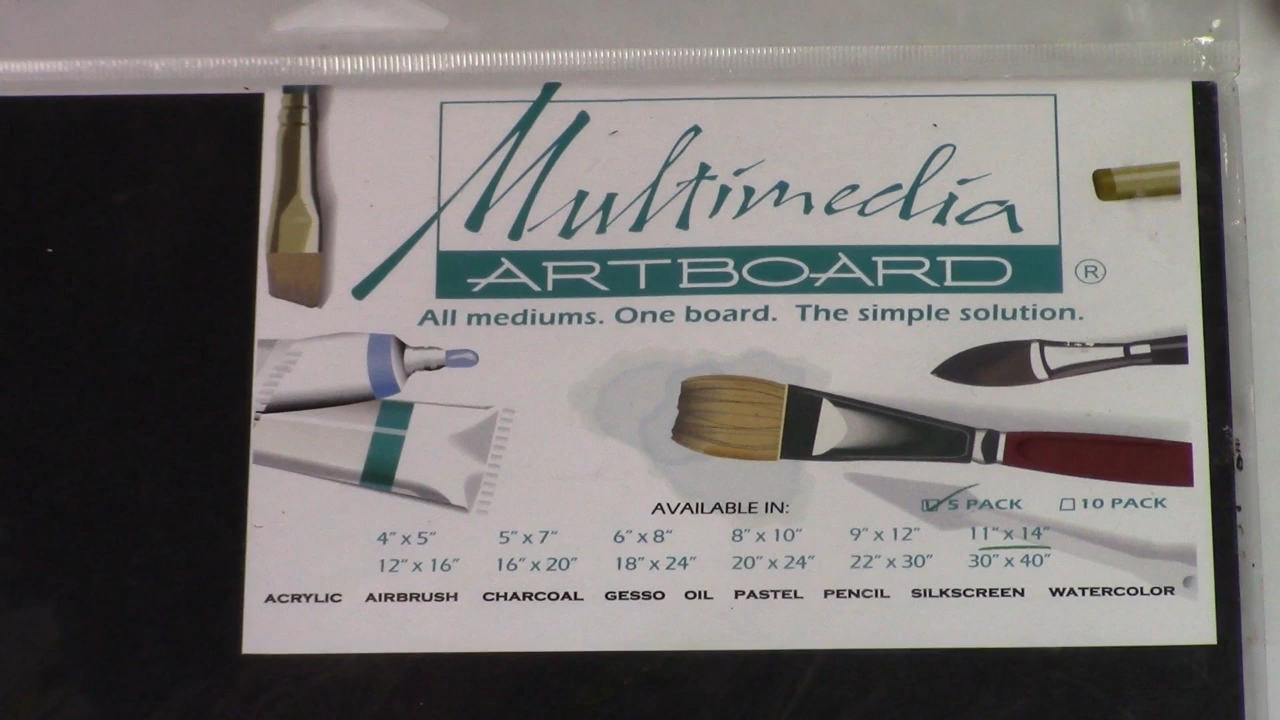 Multimedia
ARTBOARD ®
All mediums. One board. The simple solution.
AVAILABLE IN: ☑ 5 PACK ☐ 10 PACK
4" x 5" 5" x 7" 6" x 8" 8" x 10" 9" x 12" 11" x 14"
12" x 16" 16" x 20" 18" x 24" 20" x 24" 22" x 30" 30" x 40"
ACRYLIC AIRBRUSH CHARCOAL GESSO OIL PASTEL PENCIL SILKSCREEN WATERCOLOR